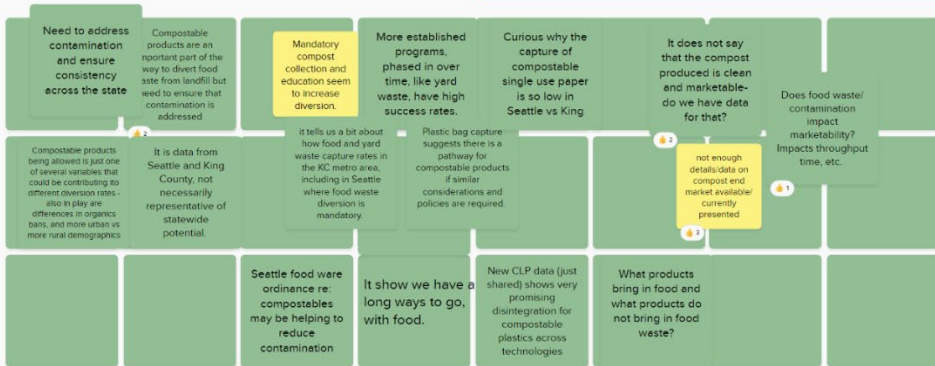 Need to address
contamination
and ensure
consistency
across the state
Compostable
products are an
mportant part of the
way to divert food
aste from landfill but
eed to ensure that
contamination is
addressed
2
Mandatory
compost
collection and
education seem
to increase
diversion.
More established
programs,
phased in over
time, like yard
waste, have high
success rates.
Curious why the
capture of
compostable
single use paper
is so low in
Seattle vs King
It does not say
that the compost
produced is clean
and marketable-
do we have data
for that?
2
Does food waste/
contamination
impact
marketability?
Impacts throughput
time, etc.
1
Compostable products
being allowed is just one
of several variables that
could be contributing ito
different diversion rates -
also in play are
differences in organics
bans, and more urban vs
more rural demographics
It is data from
Seattle and King
County, not
necessarily
representative of
statewide
potential.
it tells us a bit about
how food and yard
waste capture rates in
the KC metro area,
including in Seattle
where food waste
diversion is
mandatory.
Plastic bag capture
suggests there is a
pathway for
compostable products
if similar
considerations and
policies are required.
not enough
details/data on
compost end
market available/
currently
presented
3
Seattle food ware
ordinance re:
compostables
may be helping to
reduce
contamination
It show we have a
long ways to go,
with food.
New CLP data (just
shared) shows very
promising
disintegration for
compostable
plastics across
technologies
What products
bring in food and
what products do
not bring in food
waste?